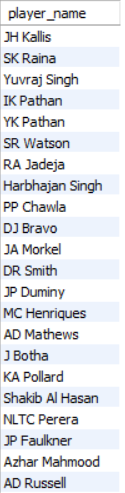 player_name
JH Kallis
SK Raina
Yuvraj Singh
IK Pathan
YK Pathan
SR Watson
RA Jadeja
Harbhajan Singh
PP Chawla
DJ Bravo
JA Morkel
DR Smith
JP Duminy
MC Henriques
AD Mathews
J Botha
KA Pollard
Shakib Al Hasan
NLTC Perera
JP Faulkner
Azhar Mahmood
AD Russell